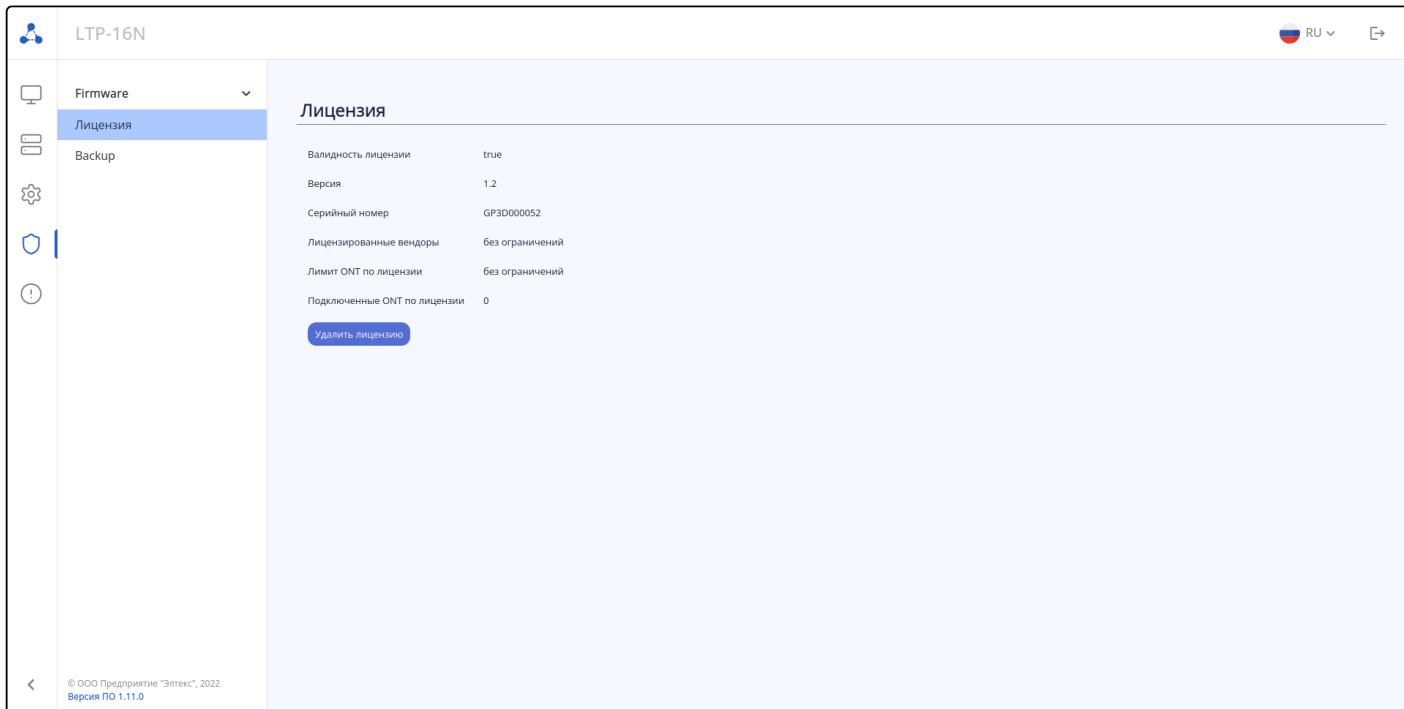 LTP-16N
RU
Firmware
Лицензия
Backup
Лицензия
Валидность лицензии true
Версия 1.2
Серийный номер GP3D000052
Лицензированные вендоры без ограничений
Лимит ONT по лицензии без ограничений
Подключенные ONT по лицензии 0
Удалить лицензию
© ООО Предприятие "Элтекс", 2022
Версия ПО 1.11.0